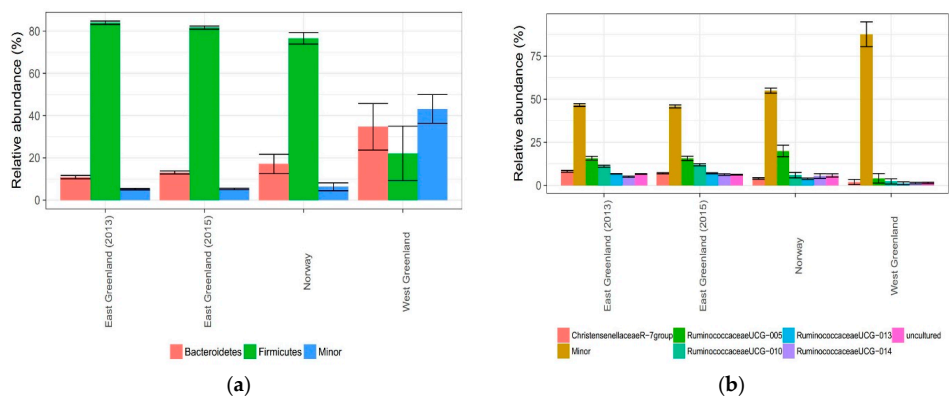 Relative abundance (%)
80
60
40
20
0
East Greenland (2013)
East Greenland (2015)
Norway
West Greenland
Bacteroidetes Firmicutes Minor
(a)
Relative abundance (%)
75
50
25
0
East Greenland (2013)
East Greenland (2015)
Norway
West Greenland
ChristensenellaceaeR-7group RuminococcaceaeUCG-005 RuminococcaceaeUCG-013 uncultured
Minor RuminococcaceaeUCG-010 RuminococcaceaeUCG-014
(b)